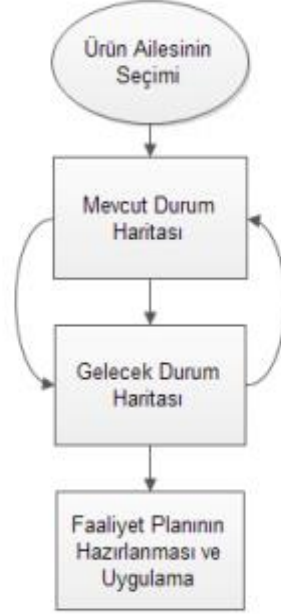 Ürün Ailesinin
Seçimi
Mevcut Durum
Haritası
Gelecek Durum
Haritası
Faaliyet Planının
Hazırlanması ve
Uygulama